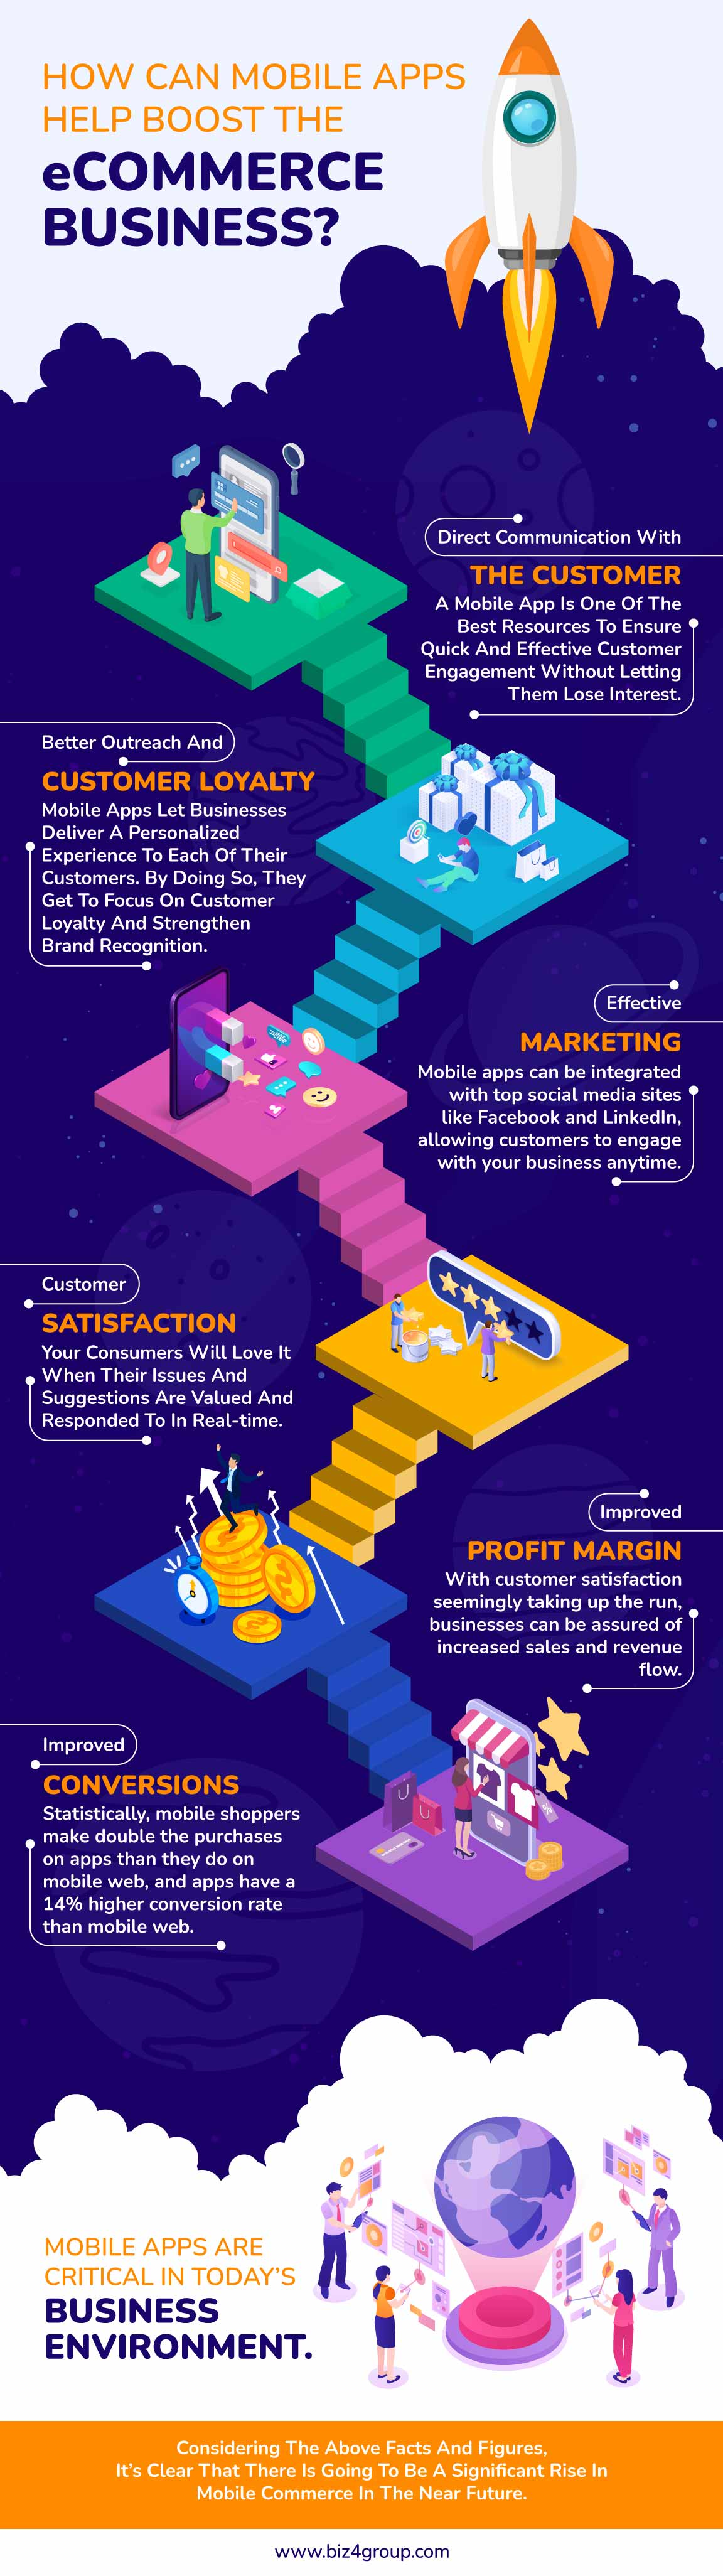 HOW CAN MOBILE APPS
HELP BOOST THE
eCOMMERCE
BUSINESS?
Direct Communication With
THE CUSTOMER
A Mobile App Is One Of The
Best Resources To Ensure
Quick And Effective Customer
Engagement Without Letting
Them Lose Interest.
Better Outreach And
CUSTOMER LOYALTY
Mobile Apps Let Businesses
Deliver A Personalized
Experience To Each Of Their
Customers. By Doing So, They
Get To Focus On Customer
Loyalty And Strengthen
Brand Recognition.
Effective
MARKETING
Mobile apps can be integrated
with top social media sites
like Facebook and LinkedIn,
allowing customers to engage
with your business anytime.
Customer
SATISFACTION
Your Consumers Will Love It
When Their Issues And
Suggestions Are Valued And
Responded To In Real-time.
Improved
PROFIT MARGIN
With customer satisfaction
seemingly taking up the run,
businesses can be assured of
increased sales and revenue
flow.
Improved
CONVERSIONS
Statistically, mobile shoppers
make double the purchases
on apps than they do on
mobile web, and apps have a
14% higher conversion rate
than mobile web.
MOBILE APPS ARE
CRITICAL IN TODAY'S
BUSINESS
ENVIRONMENT.
Considering The Above Facts And Figures,
It's Clear That There Is Going To Be A Significant Rise In
Mobile Commerce In The Near Future.
www.biz4group.com